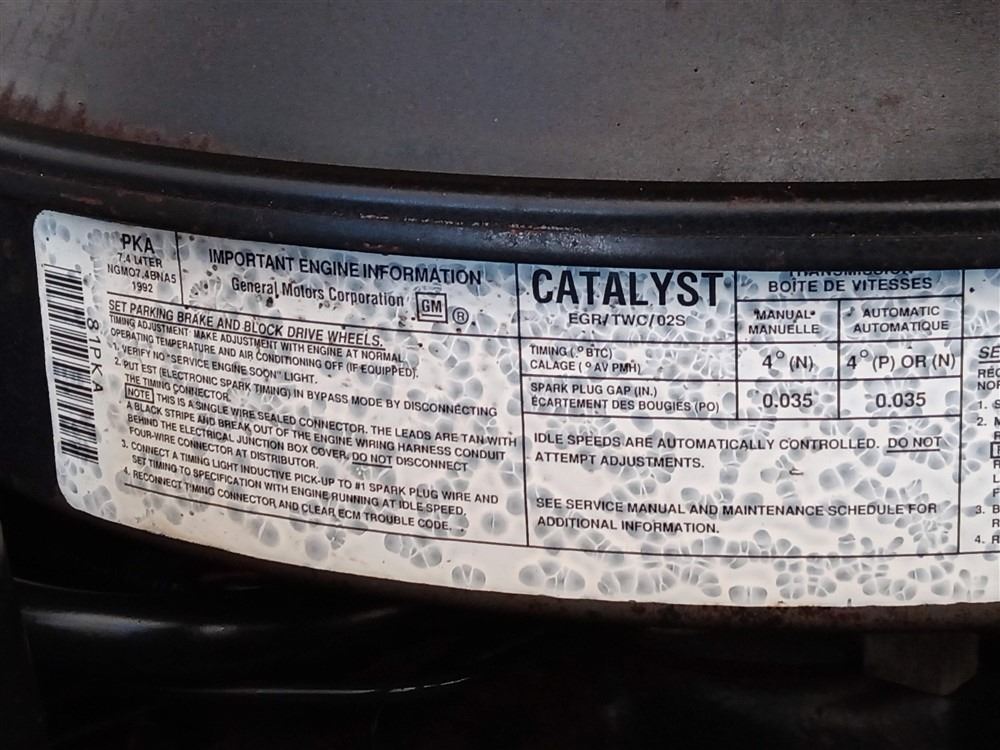 PKA
7.4 LITER
NGM07.4BNA5
1992
81PKA
IMPORTANT ENGINE INFORMATION
General Motors Corporation GM ®
SET PARKING BRAKE AND BLOCK DRIVE WHEELS.
TIMING ADJUSTMENT MAKE ADJUSTMENT WITH ENGINE AT NORMAL
OPERATING TEMPERATURE AND AIR CONDITIONING OFF (IF EQUIPPED).
1. VERIFY NO "SERVICE ENGINE SOON" LIGHT.
2. PUT EST (ELECTRONIC SPARK TIMING) IN BYPASS MODE BY DISCONNECTING
THE TIMING CONNECTOR.
NOTE THIS IS A SINGLE WIRE SEALED CONNECTOR. THE LEADS ARE TAN WITH
A BLACK STRIPE AND BREAK OUT OF THE ENGINE WIRING HARNESS CONDUIT
BEHIND THE ELECTRICAL JUNCTION BOX COVER. DO NOT DISCONNECT
FOUR-WIRE CONNECTOR AT DISTRIBUTOR.
3. CONNECT A TIMING LIGHT INDUCTIVE PICK-UP TO #1 SPARK PLUG WIRE AND
SET TIMING TO SPECIFICATION WITH ENGINE RUNNING AT IDLE SPEED.
4. RECONNECT TIMING CONNECTOR AND CLEAR ECM TROUBLE CODE.
CATALYST
EGR/TWC/02S
TRANSMISSION
BOÎTE DE VITESSES
MANUAL
MANUELLE
AUTOMATIC
AUTOMATIQUE
TIMING (° BTC)
CALAGE (° AV PMH)
4° (N)
4° (P) OR (N)
SPARK PLUG GAP (IN.)
ÉCARTEMENT DES BOUGIES (PO)
0.035
0.035
IDLE SPEEDS ARE AUTOMATICALLY CONTROLLED. DO NOT
ATTEMPT ADJUSTMENTS.
SEE SERVICE MANUAL AND MAINTENANCE SCHEDULE FOR
ADDITIONAL INFORMATION.
1.
2.
3.
4.